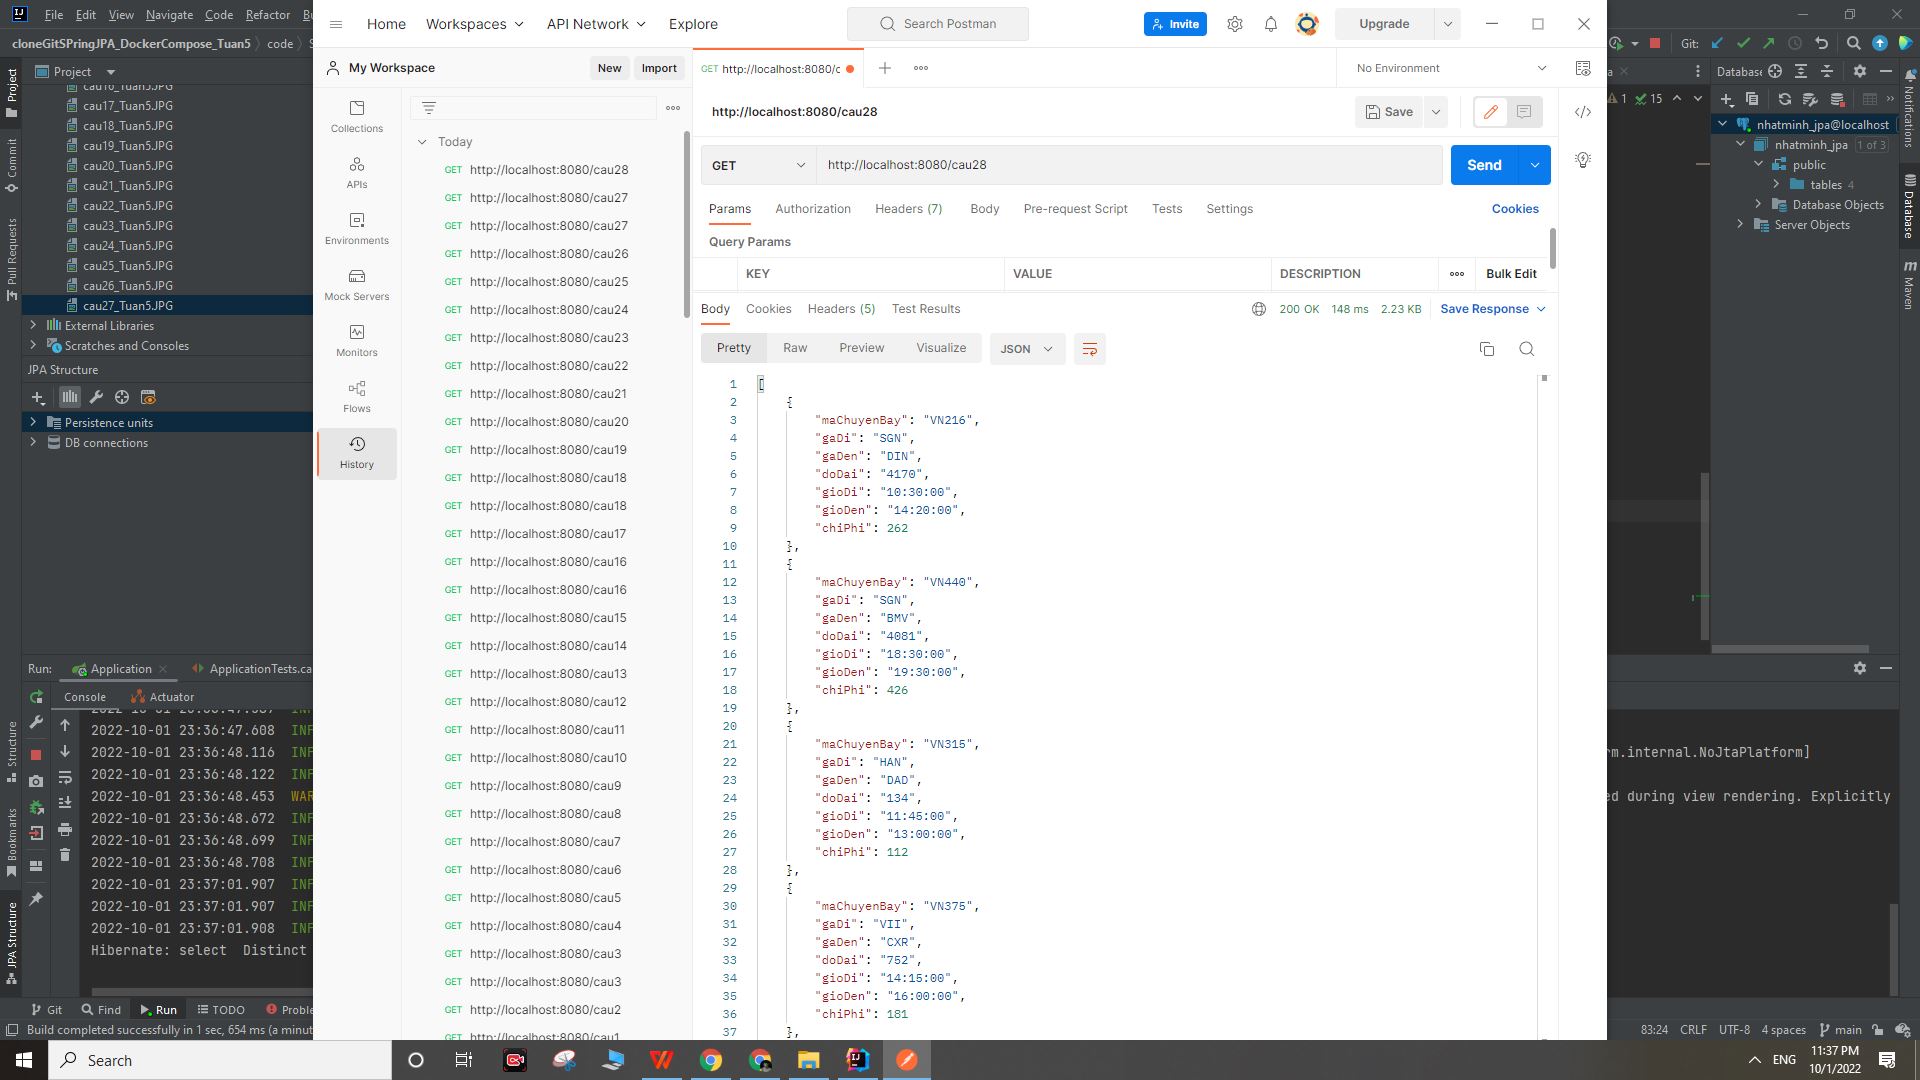 File Edit View Navigate Code Refactor
cloneGitSPringJPA_DockerCompose_Tuan5 code
Project
cau16_Tuan5.JPG
cau17_Tuan5.JPG
cau18_Tuan5.JPG
cau19_Tuan5.JPG
cau20_Tuan5.JPG
cau21_Tuan5.JPG
cau22_Tuan5.JPG
cau23_Tuan5.JPG
cau24_Tuan5.JPG
cau25_Tuan5.JPG
cau26_Tuan5.JPG
cau27_Tuan5.JPG
External Libraries
Scratches and Consoles
JPA Structure
Persistence units
DB connections
Project
Commit
Pull Requests
Structure
Bookmarks
JPA Structure
Home Workspaces API Network Explore
Search Postman
Invite
Upgrade
My Workspace
New Import
Collections
APIs
Environments
Mock Servers
Monitors
Flows
History
Today
GET http://localhost:8080/cau28
GET http://localhost:8080/cau27
GET http://localhost:8080/cau27
GET http://localhost:8080/cau26
GET http://localhost:8080/cau25
GET http://localhost:8080/cau24
GET http://localhost:8080/cau23
GET http://localhost:8080/cau22
GET http://localhost:8080/cau21
GET http://localhost:8080/cau20
GET http://localhost:8080/cau19
GET http://localhost:8080/cau18
GET http://localhost:8080/cau18
GET http://localhost:8080/cau17
GET http://localhost:8080/cau16
GET http://localhost:8080/cau16
GET http://localhost:8080/cau15
GET http://localhost:8080/cau14
GET http://localhost:8080/cau13
GET http://localhost:8080/cau12
GET http://localhost:8080/cau11
GET http://localhost:8080/cau10
GET http://localhost:8080/cau9
GET http://localhost:8080/cau8
GET http://localhost:8080/cau7
GET http://localhost:8080/cau6
GET http://localhost:8080/cau5
GET http://localhost:8080/cau4
GET http://localhost:8080/cau3
GET http://localhost:8080/cau3
GET http://localhost:8080/cau2
GET http://localhost:8080/cau1
GET http://localhost:8080/c
No Environment
http://localhost:8080/cau28
Save
GET http://localhost:8080/cau28 Send
Params Authorization Headers (7) Body Pre-request Script Tests Settings Cookies
Query Params
KEY VALUE DESCRIPTION Bulk Edit
Body Cookies Headers (5) Test Results 200 OK 148 ms 2.23 KB Save Response
Pretty Raw Preview Visualize JSON
1 [
2 {
3 "maChuyenBay": "VN216",
4 "gaDi": "SGN",
5 "gaDen": "DIN",
6 "doDai": "4170",
7 "gioDi": "10:30:00",
8 "gioDen": "14:20:00",
9 "chiPhi": 262
10 },
11 {
12 "maChuyenBay": "VN440",
13 "gaDi": "SGN",
14 "gaDen": "BMV",
15 "doDai": "4081",
16 "gioDi": "18:30:00",
17 "gioDen": "19:30:00",
18 "chiPhi": 426
19 },
20 {
21 "maChuyenBay": "VN315",
22 "gaDi": "HAN",
23 "gaDen": "DAD",
24 "doDai": "134",
25 "gioDi": "11:45:00",
26 "gioDen": "13:00:00",
27 "chiPhi": 112
28 },
29 {
30 "maChuyenBay": "VN375",
31 "gaDi": "VII",
32 "gaDen": "CXR",
33 "doDai": "752",
34 "gioDi": "14:15:00",
35 "gioDen": "16:00:00",
36 "chiPhi": 181
37 },
Git:
Database
1 15
nhatminh_jpa@localhost
nhatminh_jpa 1 of 3
public
tables 4
Database Objects
Server Objects
Notifications
Database
Maven
Run: Application ApplicationTests.ca
Console Actuator
2022-10-01 23:36:47.608 INF
2022-10-01 23:36:48.116 INF
2022-10-01 23:36:48.122 INF
2022-10-01 23:36:48.453 WAR
2022-10-01 23:36:48.672 INF
2022-10-01 23:36:48.699 INF
2022-10-01 23:36:48.708 INF
2022-10-01 23:37:01.907 INF
2022-10-01 23:37:01.907 INF
2022-10-01 23:37:01.908 INF
Hibernate: select Distinct
rm.internal.NoJtaPlatform]
ed during view rendering. Explicitly
Git Find Run TODO Proble
Build completed successfully in 1 sec, 654 ms (a minut
83:24 CRLF UTF-8 4 spaces main
Search
ENG
11:37 PM
10/1/2022